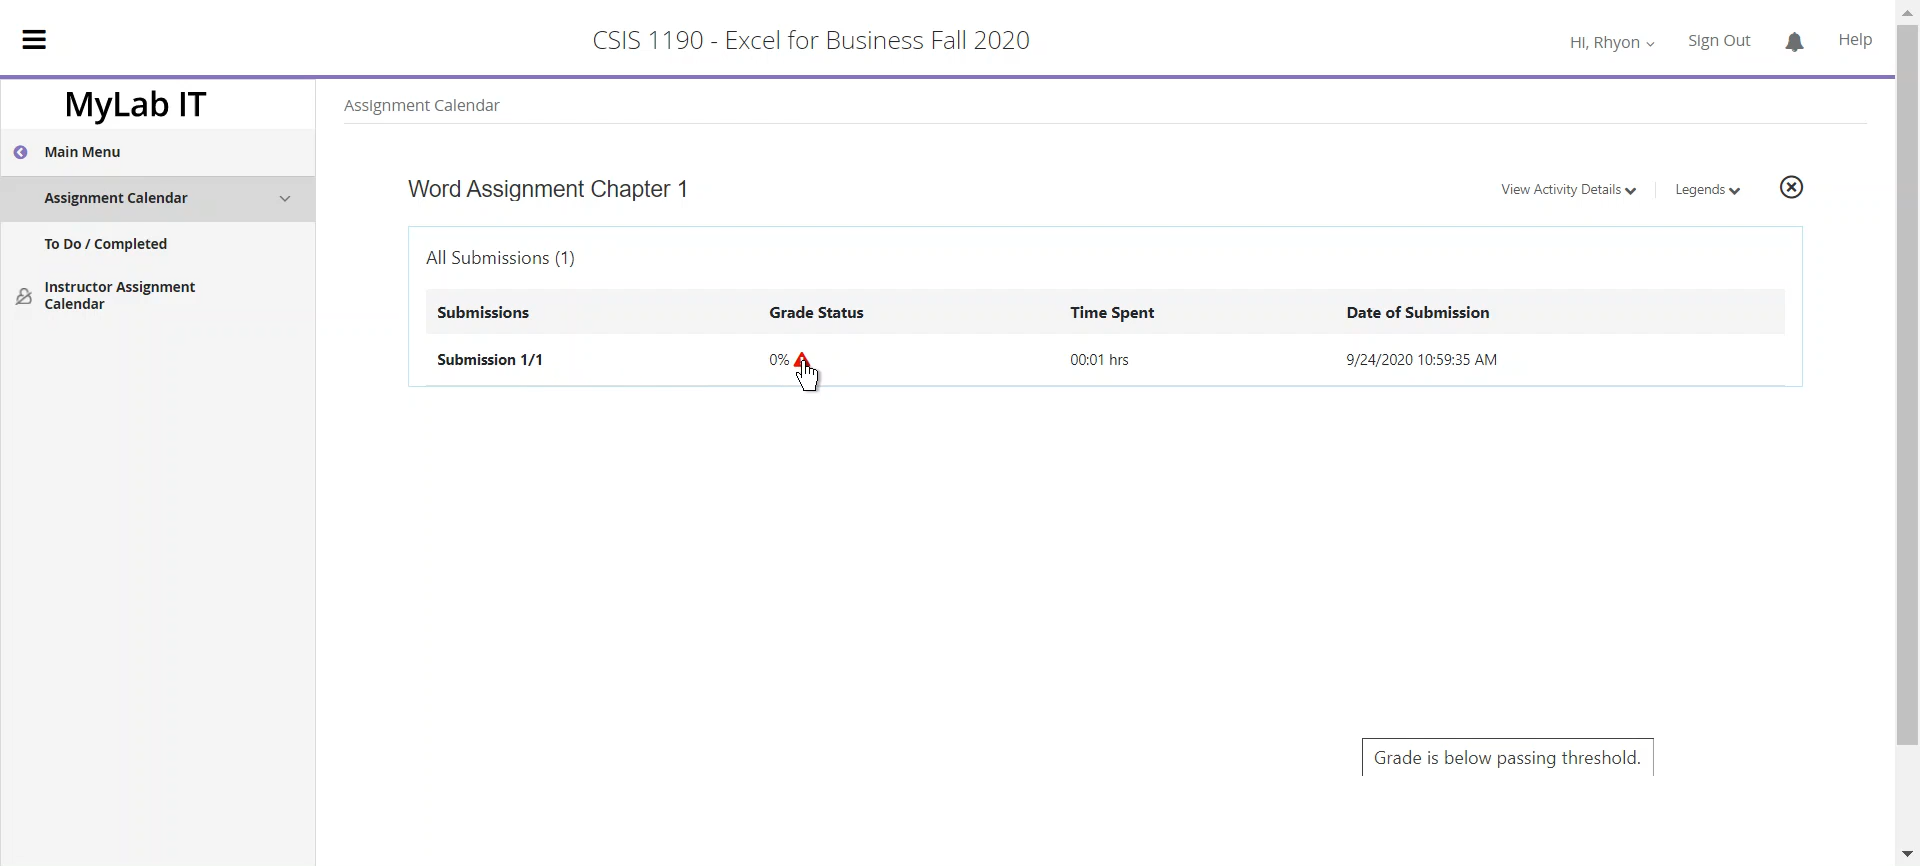 CSIS 1190 - Excel for Business Fall 2020
Hi, Rhyon
Sign Out
Help
MyLab IT
Main Menu
Assignment Calendar
To Do / Completed
Instructor Assignment
Calendar
Assignment Calendar
Word Assignment Chapter 1
View Activity Details
Legends
All Submissions (1)
Submissions Grade Status Time Spent Date of Submission
Submission 1/1 0% 00:01 hrs 9/24/2020 10:59:35 AM
Grade is below passing threshold.